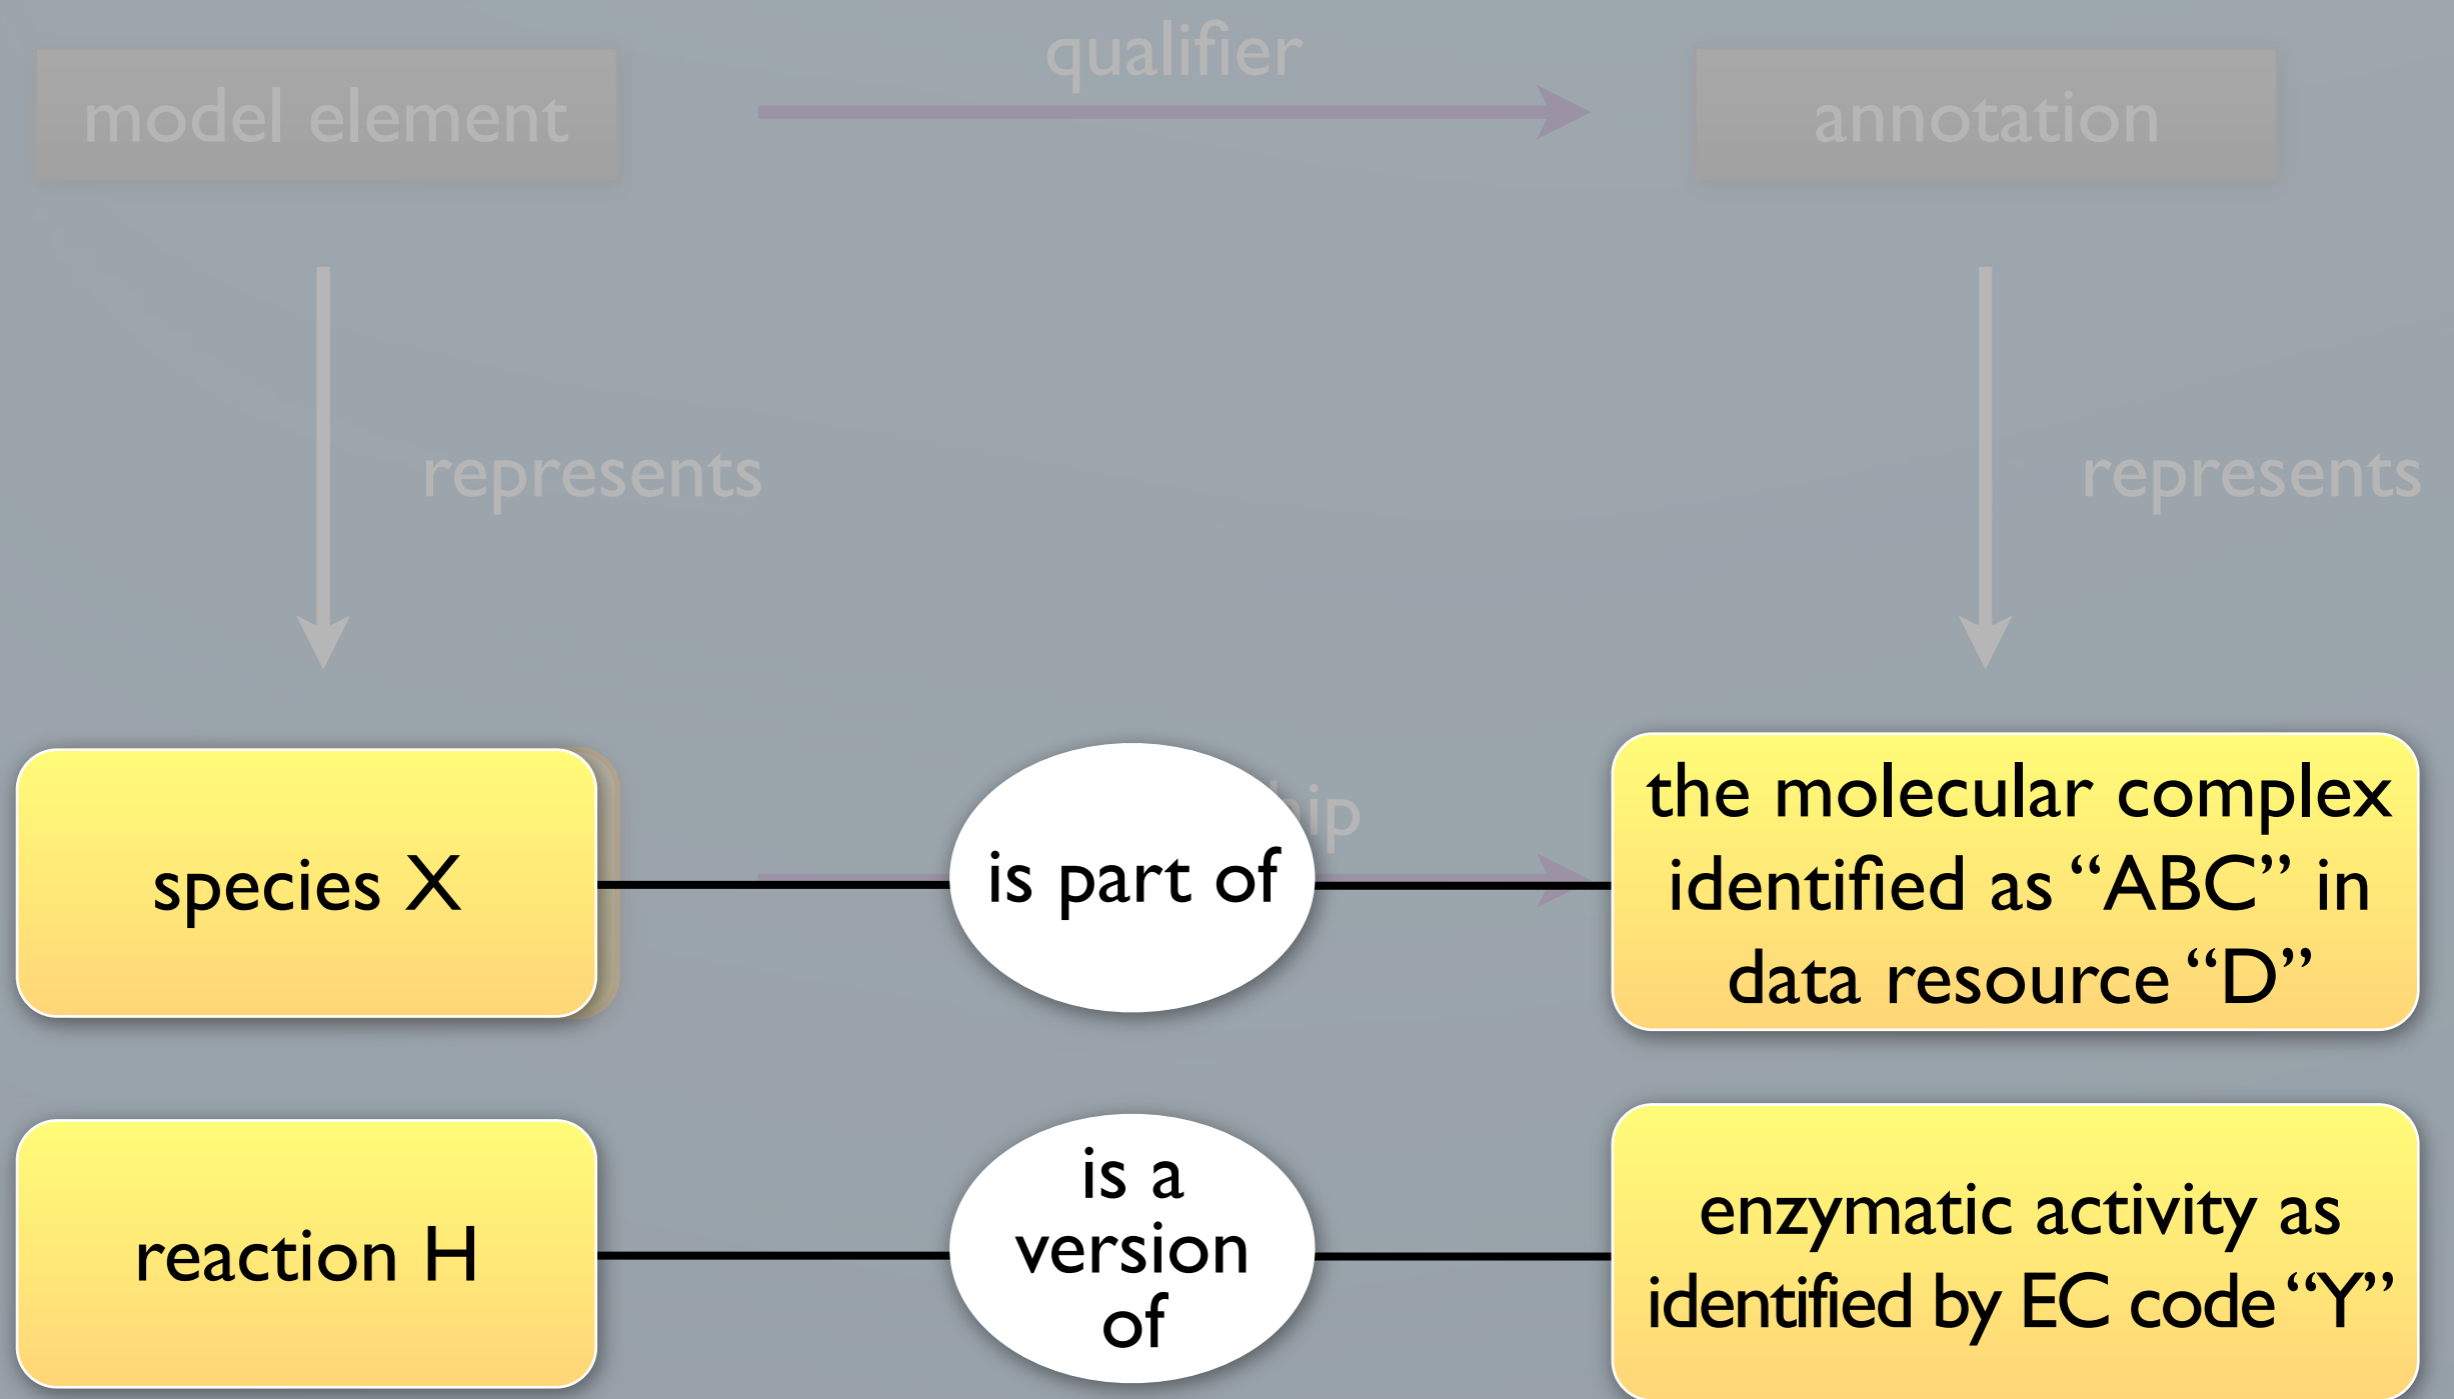 qualifier
model element
annotation
represents
represents
species X
is part of
the molecular complex
identified as “ABC” in
data resource “D”
reaction H
is a
version
of
enzymatic activity as
identified by EC code “Y”